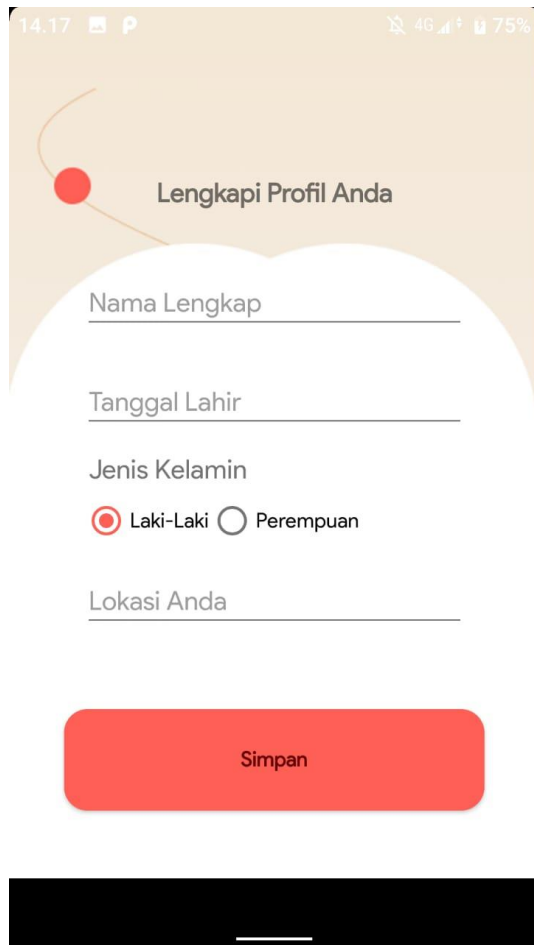 14.17 4G 75%
Lengkapi Profil Anda
Nama Lengkap
Tanggal Lahir
Jenis Kelamin
Laki-Laki Perempuan
Lokasi Anda
Simpan